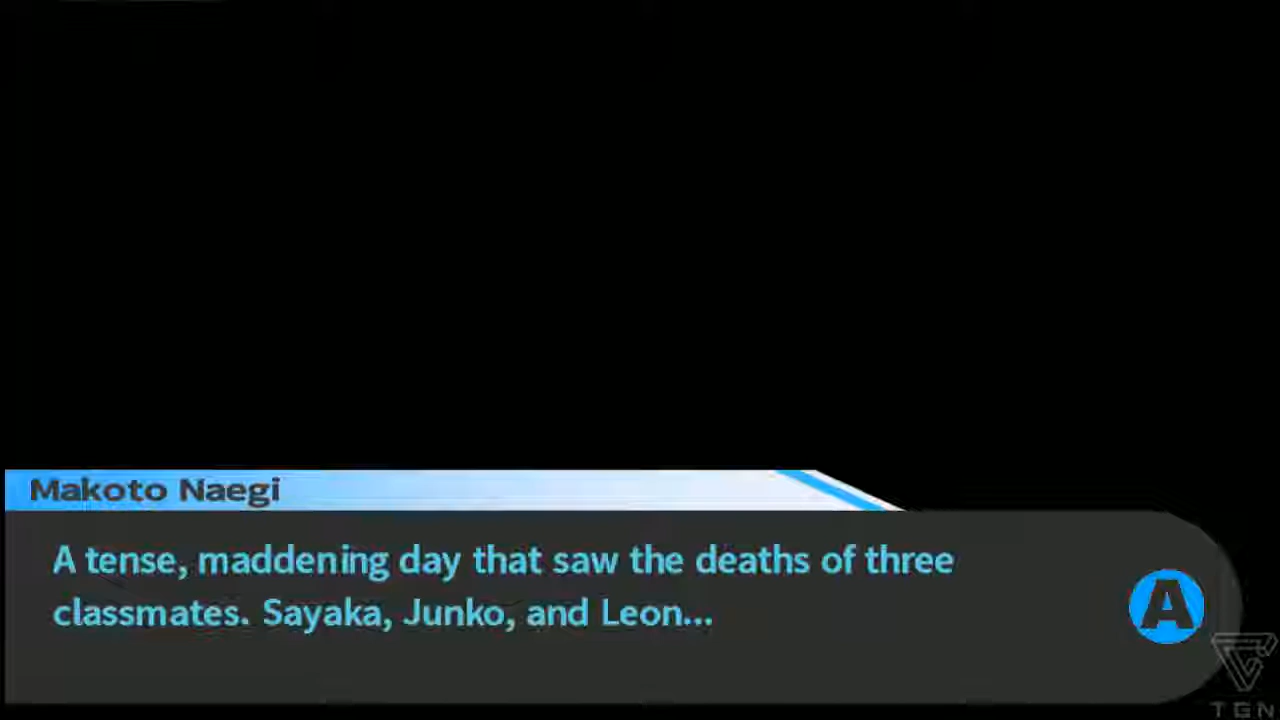 Makoto Naegi
A tense, maddening day that saw the deaths of three
classmates. Sayaka, Junko, and Leon...
A
TGN